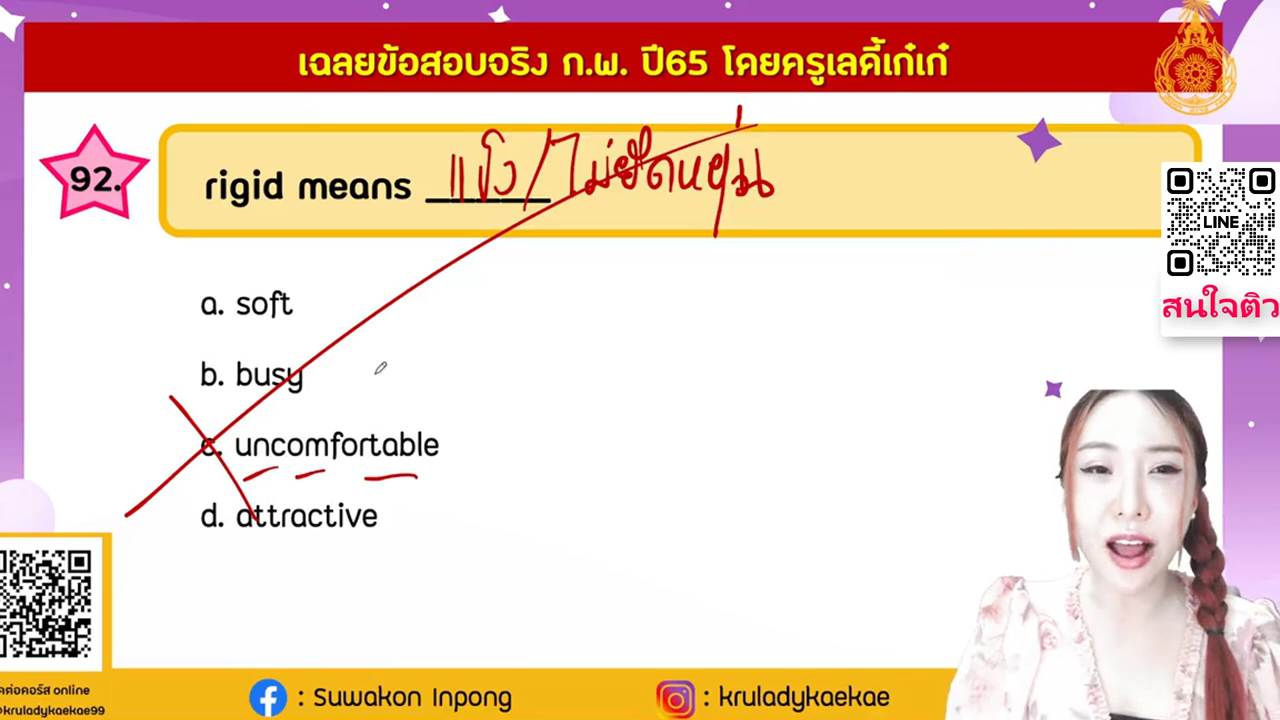 เฉลยข้อสอบจริง ก.พ. ปี65 โดยครูเลดี้เก๋เก๋
92.
rigid means ______
แข็ง/ไม่ยืดหยุ่น
a. soft
b. busy
c. uncomfortable
d. attractive
LINE
สนใจติว
online
kruladykaekae99
: Suwakon Inpong
: kruladykaekae